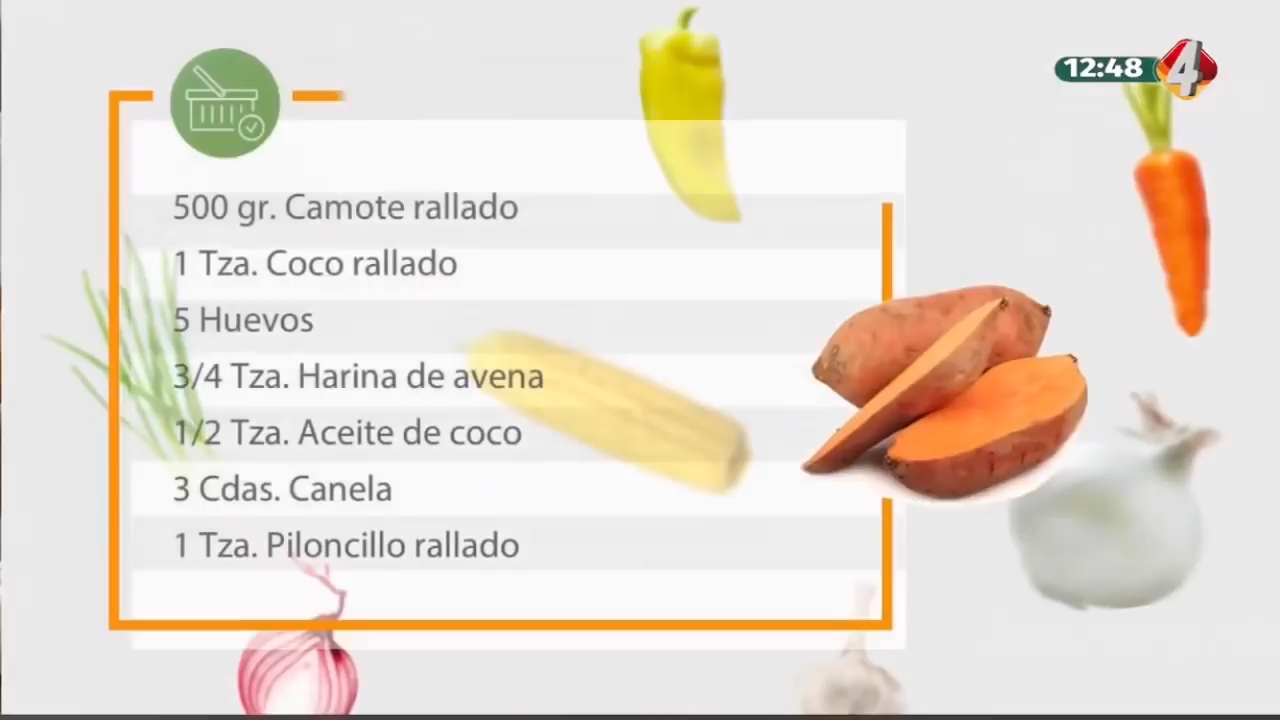 12:48
4
500 gr. Camote rallado
1 Tza. Coco rallado
5 Huevos
3/4 Tza. Harina de avena
1/2 Tza. Aceite de coco
3 Cdas. Canela
1 Tza. Piloncillo rallado